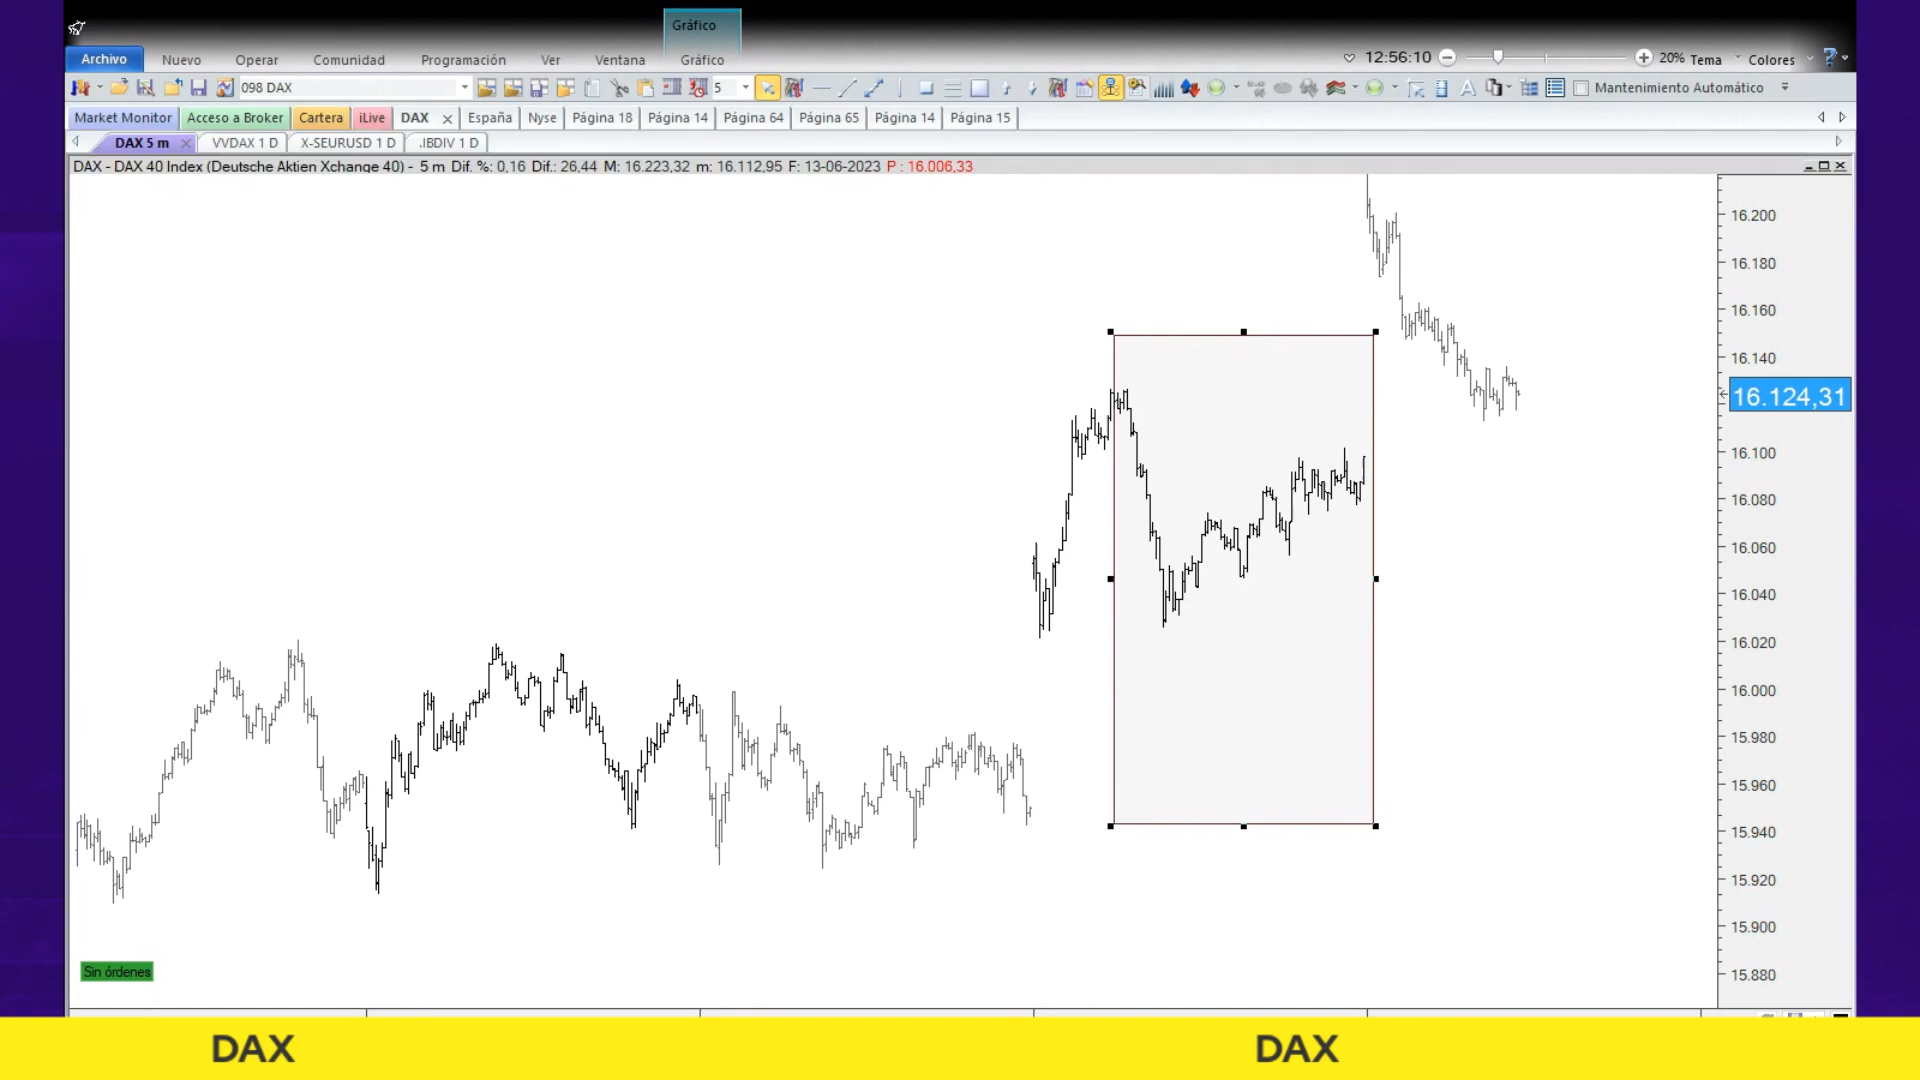 Gráfico
Archivo Nuevo Operar Comunidad Programación Ver Ventana Gráfico 12:56:10 20% Tema Colores
098 DAX 5 Mantenimiento Automático
Market Monitor Acceso a Broker Cartera iLive DAX España Nyse Página 18 Página 14 Página 64 Página 65 Página 14 Página 15
DAX 5 m VVDAX 1 D X-SEURUSD 1 D .IBDIV 1 D
DAX - DAX 40 Index (Deutsche Aktien Xchange 40) - 5 m Dif. %: 0,16 Dif.: 26,44 M: 16.223,32 m: 16.112,95 F: 13-06-2023 P : 16.006,33
16.200
16.180
16.160
16.140
16.124,31
16.100
16.080
16.060
16.040
16.020
16.000
15.980
15.960
15.940
15.920
15.900
15.880
Sin órdenes
DAX DAX